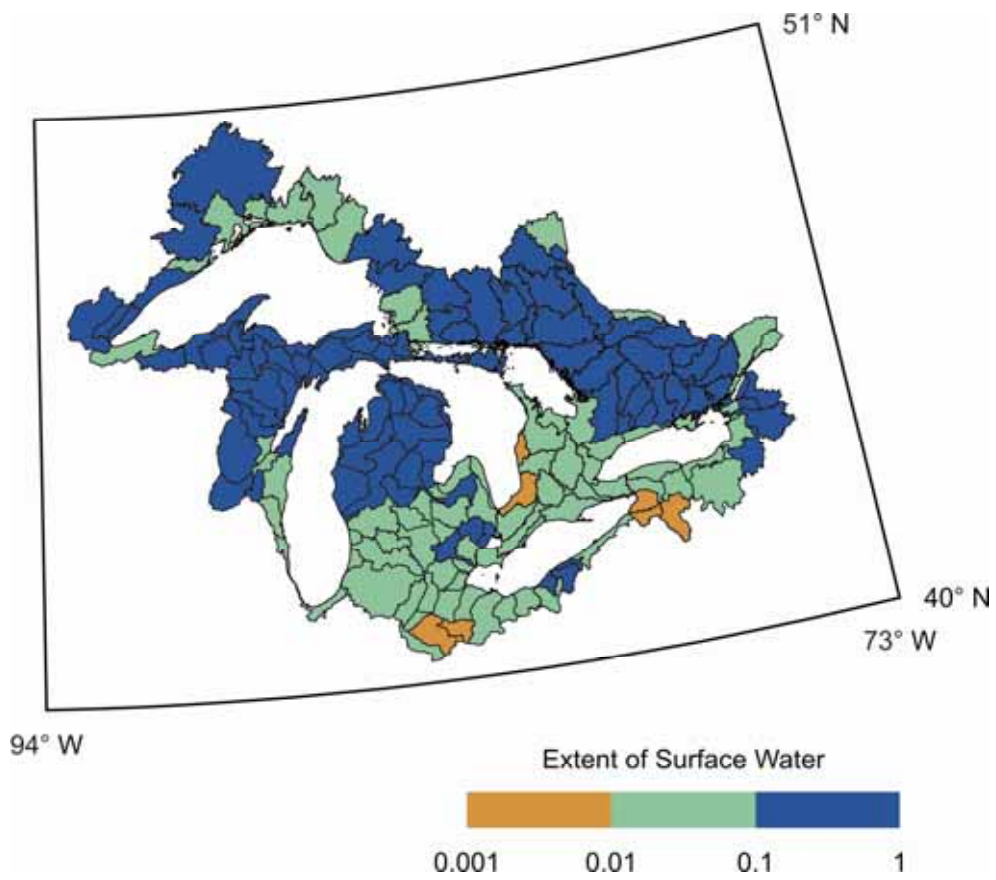 51° N
40° N
73° W
94° W
Extent of Surface Water
0.001 0.01 0.1 1